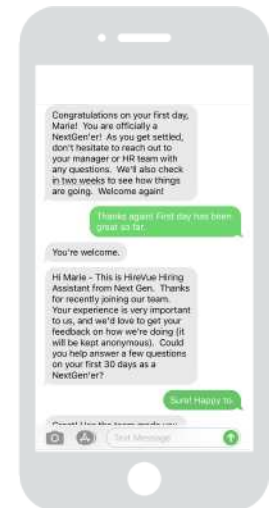 Congratulations on your first day,
Marie! You are officially a
NextGen'er! As you get settled,
don't hesitate to reach out to
your manager or HR team with
any questions. We'll also check
in two weeks to see how things
are going. Welcome again!
Thanks again! First day has been
great so far.
You're welcome.
Hi Marie - This is HireVue Hiring
Assistant from Next Gen. Thanks
for recently joining our team.
Your experience is very important
to us, and we'd love to get your
feedback on how we're doing (it
will be kept anonymous). Could
you help answer a few questions
on your first 30 days as a
NextGen'er?
Sure! Happy to.
Great! Has the team made you
Text Message